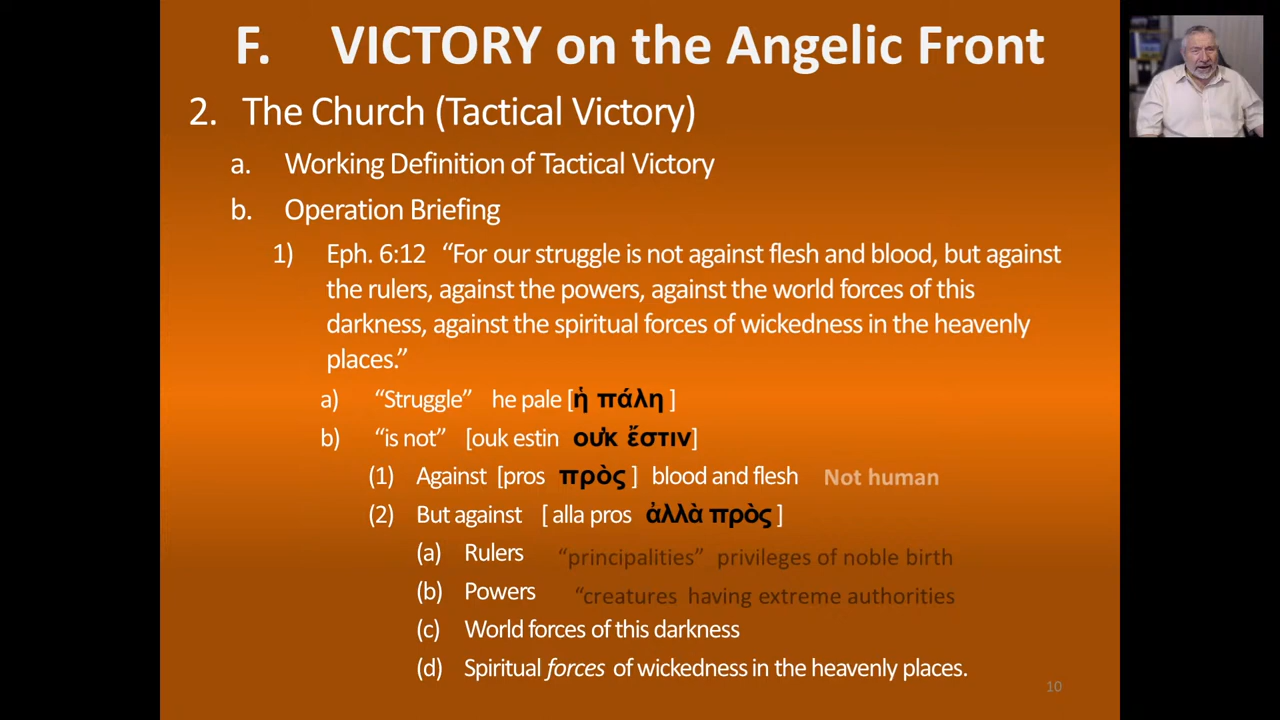 F. VICTORY on the Angelic Front
2. The Church (Tactical Victory)
a. Working Definition of Tactical Victory
b. Operation Briefing
1) Eph. 6:12 “For our struggle is not against flesh and blood, but against
the rulers, against the powers, against the world forces of this
darkness, against the spiritual forces of wickedness in the heavenly
places.”
a) “Struggle” he pale [ἡ πάλη ]
b) “is not” [ouk estin οὐκ ἔστιν]
(1) Against [pros πρὸς ] blood and flesh Not human
(2) But against [ alla pros ἀλλὰ πρὸς ]
(a) Rulers “principalities” privileges of noble birth
(b) Powers “creatures having extreme authorities
(c) World forces of this darkness
(d) Spiritual forces of wickedness in the heavenly places.
10